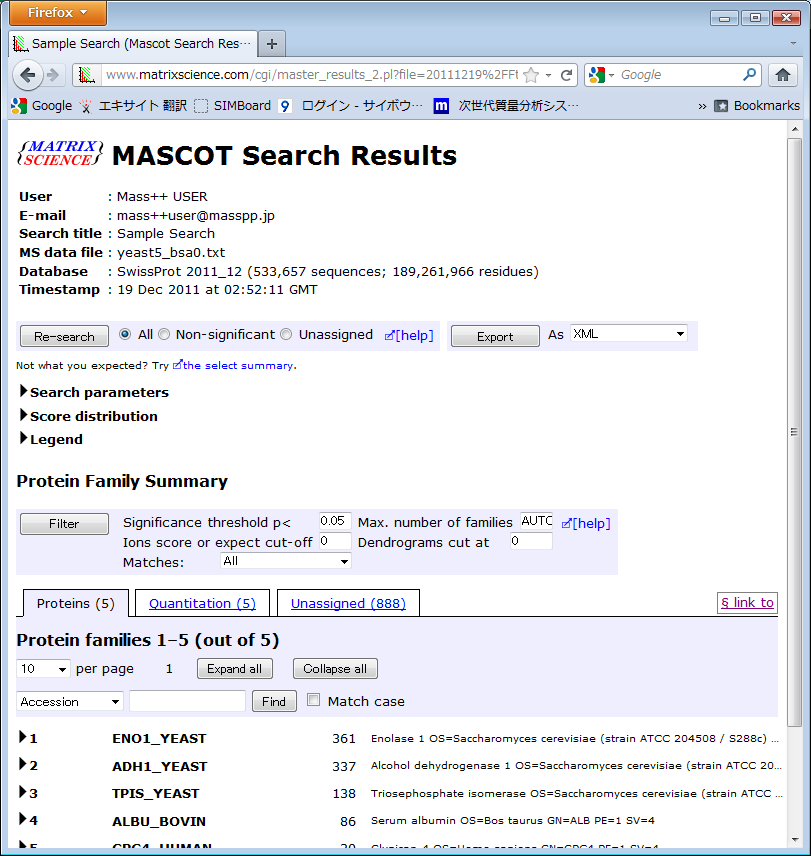 Firefox
Sample Search (Mascot Search Res…
www.matrixscience.com/cgi/master_results_2.pl?file=20111219%2FF
Google
Google エキサイト 翻訳 SIMBoard ログイン - サイボウ… 次世代質量分析シス… » Bookmarks
MATRIX
SCIENCE
MASCOT Search Results
User : Mass++ USER
E-mail : mass++user@masspp.jp
Search title : Sample Search
MS data file : yeast5_bsa0.txt
Database : SwissProt 2011_12 (533,657 sequences; 189,261,966 residues)
Timestamp : 19 Dec 2011 at 02:52:11 GMT
Re-search All Non-significant Unassigned [help] Export As XML
Not what you expected? Try the select summary.
Search parameters
Score distribution
Legend
Protein Family Summary
Filter Significance threshold p< 0.05 Max. number of families AUTO [help]
Ions score or expect cut-off 0 Dendrograms cut at 0
Matches: All
Proteins (5) Quantitation (5) Unassigned (888) § link to
Protein families 1–5 (out of 5)
10 per page 1 Expand all Collapse all
Accession Find Match case
1 ENO1_YEAST 361 Enolase 1 OS=Saccharomyces cerevisiae (strain ATCC 204508 / S288c) ...
2 ADH1_YEAST 337 Alcohol dehydrogenase 1 OS=Saccharomyces cerevisiae (strain ATCC 20...
3 TPIS_YEAST 138 Triosephosphate isomerase OS=Saccharomyces cerevisiae (strain ATCC ...
4 ALBU_BOVIN 86 Serum albumin OS=Bos taurus GN=ALB PE=1 SV=4